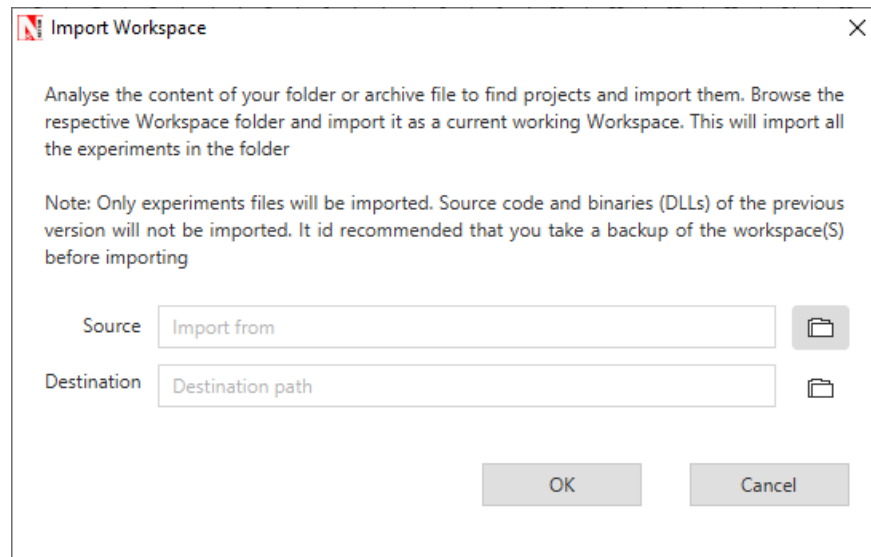 Import Workspace
Analyse the content of your folder or archive file to find projects and import them. Browse the
respective Workspace folder and import it as a current working Workspace. This will import all
the experiments in the folder
Note: Only experiments files will be imported. Source code and binaries (DLLs) of the previous
version will not be imported. It id recommended that you take a backup of the workspace(S)
before importing
Source Import from
Destination Destination path
OK Cancel